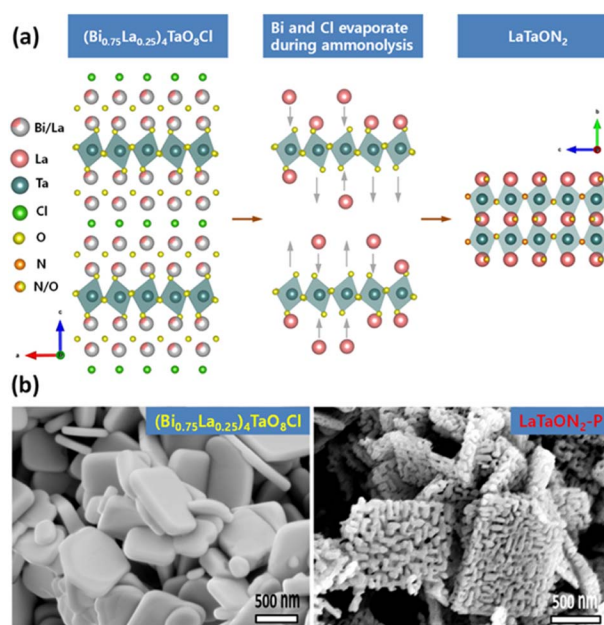 (a)
(Bi0.75La0.25)4TaO8Cl
Bi and Cl evaporate
during ammonolysis
LaTaON2
Bi/La
La
Ta
Cl
O
N
N/O
c
a
b
c
(b)
(Bi0.75La0.25)4TaO8Cl
LaTaON2-P
500 nm
500 nm